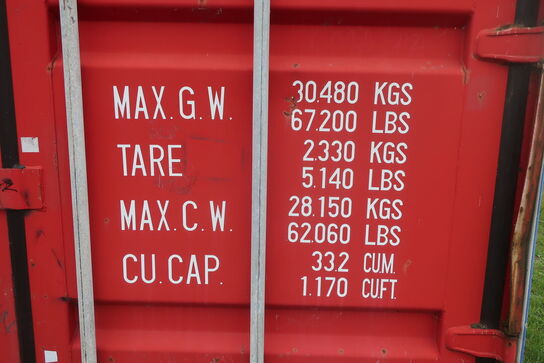 MAX.G.W. 30.480 KGS
67.200 LBS
TARE 2.330 KGS
5.140 LBS
MAX.C.W. 28.150 KGS
62.060 LBS
CU.CAP. 33.2 CUM.
1.170 CUFT.